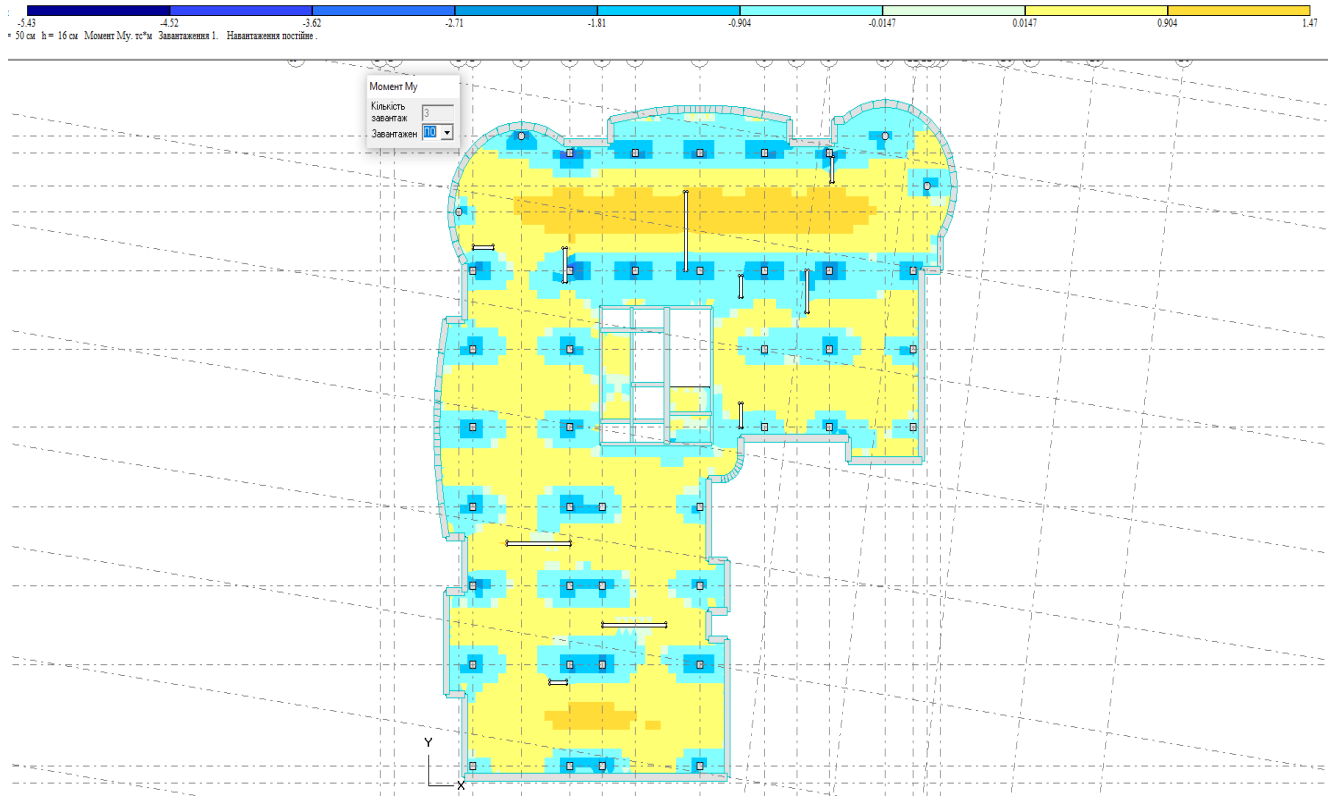 -5.43 -4.52 -3.62 -2.71 -1.81 -0.904 -0.0147 0.0147 0.904 1.47
= 50 см h = 16 см Момент My. тс*м Завантаження 1. Навантаження постійне .
Момент My
Кількість
завантаж 3
Завантажен ПО
Y
X